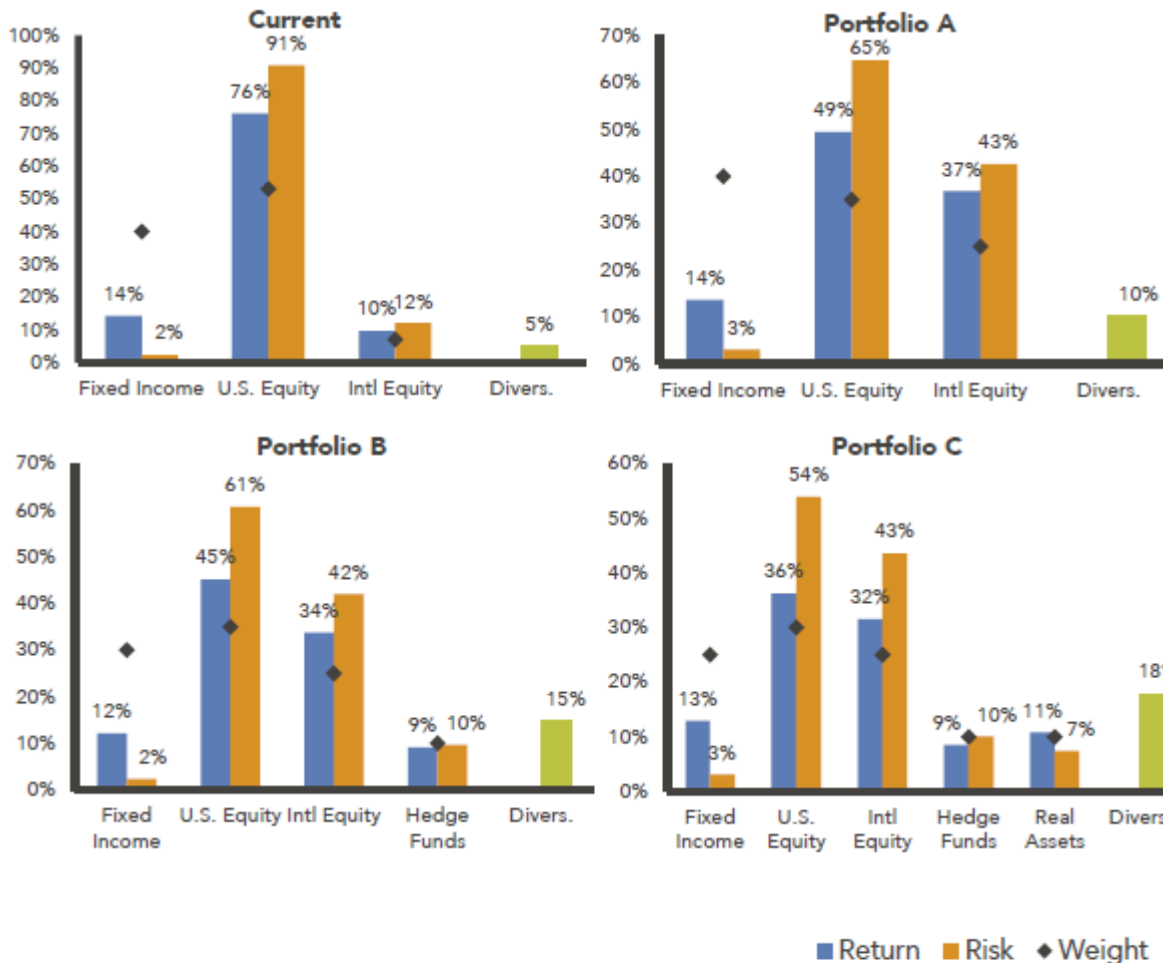 Current
100%
90%
80%
70%
60%
50%
40%
30%
20%
10%
0%
14%
2%
76%
91%
10%
12%
5%
Fixed Income
U.S. Equity
Intl Equity
Divers.
Portfolio A
70%
60%
50%
40%
30%
20%
10%
0%
14%
3%
49%
65%
37%
43%
10%
Fixed Income
U.S. Equity
Intl Equity
Divers.
Portfolio B
70%
60%
50%
40%
30%
20%
10%
0%
12%
2%
45%
61%
34%
42%
9%
10%
15%
Fixed
Income
U.S. Equity
Intl Equity
Hedge
Funds
Divers.
Portfolio C
60%
50%
40%
30%
20%
10%
0%
13%
3%
36%
54%
32%
43%
9%
10%
11%
7%
18%
Fixed
Income
U.S.
Equity
Intl
Equity
Hedge
Funds
Real
Assets
Divers
Return
Risk
Weight